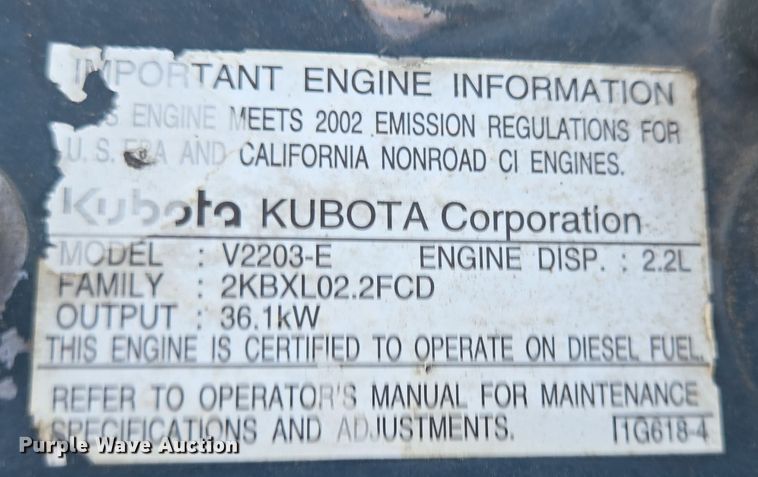 IMPORTANT ENGINE INFORMATION
THIS ENGINE MEETS 2002 EMISSION REGULATIONS FOR
U.S. EPA AND CALIFORNIA NONROAD CI ENGINES.
Kubota KUBOTA Corporation
MODEL : V2203-E ENGINE DISP. : 2.2L
FAMILY : 2KBXL02.2FCD
OUTPUT : 36.1kW
THIS ENGINE IS CERTIFIED TO OPERATE ON DIESEL FUEL.
REFER TO OPERATOR'S MANUAL FOR MAINTENANCE
SPECIFICATIONS AND ADJUSTMENTS. 1G618-4
Purple Wave Auction